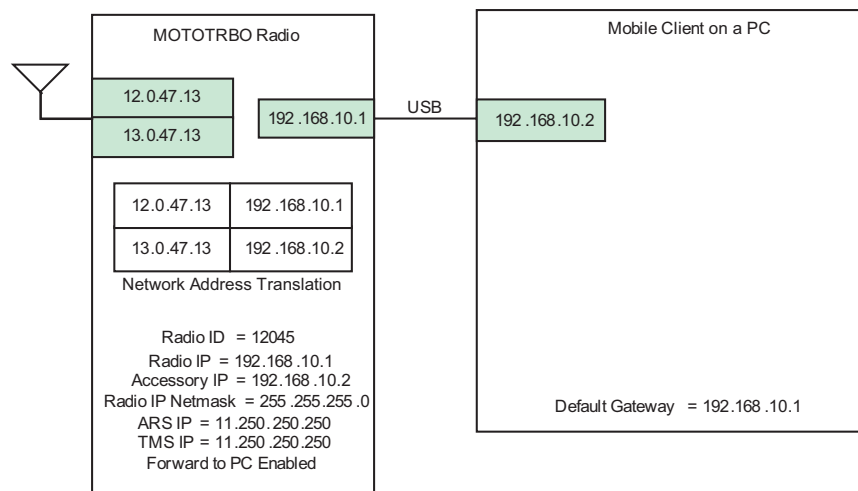 MOTOTRBO Radio
12.0.47.13
13.0.47.13
192.168.10.1
12.0.47.13 192.168.10.1
13.0.47.13 192.168.10.2
Network Address Translation
Radio ID = 12045
Radio IP = 192.168.10.1
Accessory IP = 192.168.10.2
Radio IP Netmask = 255.255.255.0
ARS IP = 11.250.250.250
TMS IP = 11.250.250.250
Forward to PC Enabled
USB
Mobile Client on a PC
192.168.10.2
Default Gateway = 192.168.10.1